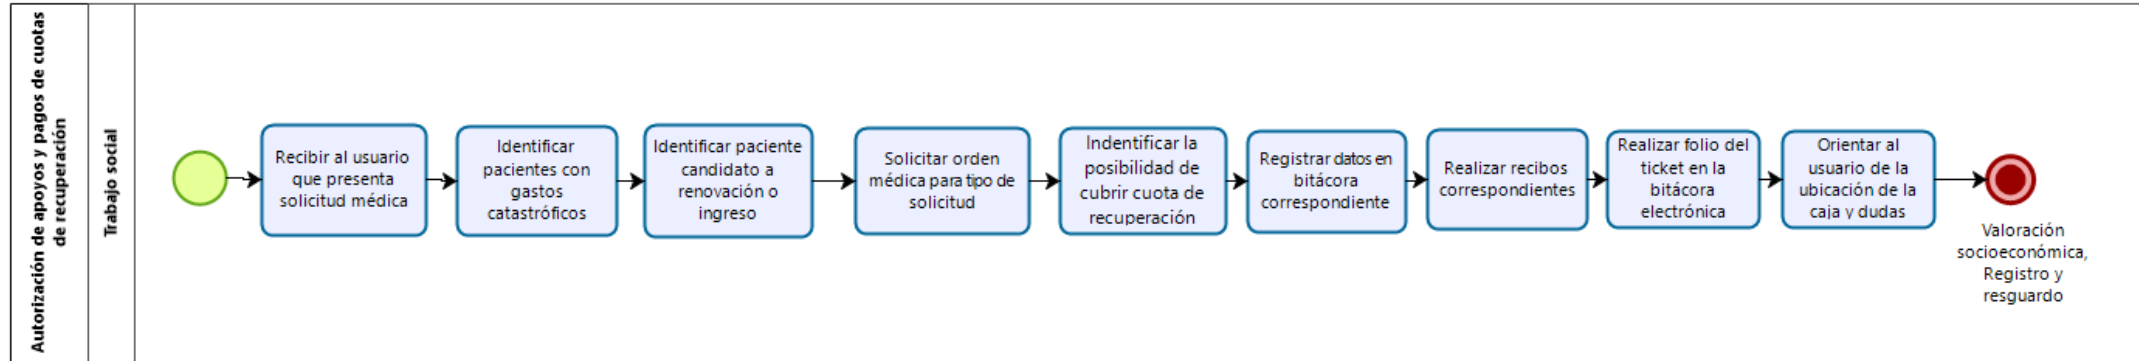 Autorización de apoyos y pagos de cuotas
de recuperación
Trabajo social
Recibir al usuario
que presenta
solicitud médica
Identificar
pacientes con
gastos
catastróficos
Identificar paciente
candidato a
renovación o
ingreso
Solicitar orden
médica para tipo de
solicitud
Indentificar la
posibilidad de
cubrir cuota de
recuperación
Registrar datos en
bitácora
correspondiente
Realizar recibos
correspondientes
Realizar folio del
ticket en la
bitácora
electrónica
Orientar al
usuario de la
ubicación de la
caja y dudas
Valoración
socioeconómica,
Registro y
resguardo